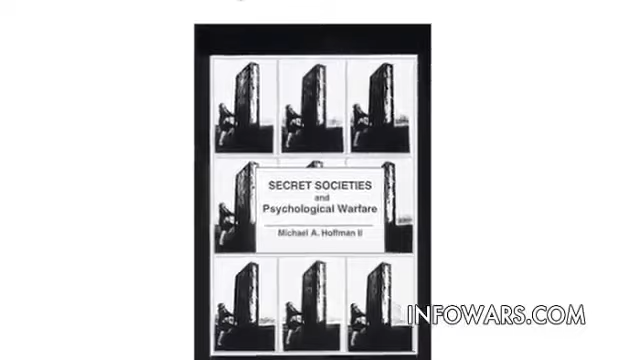 SECRET SOCIETIES
and
Psychological Warfare
Michael A. Hoffman II
INFOWARS.COM